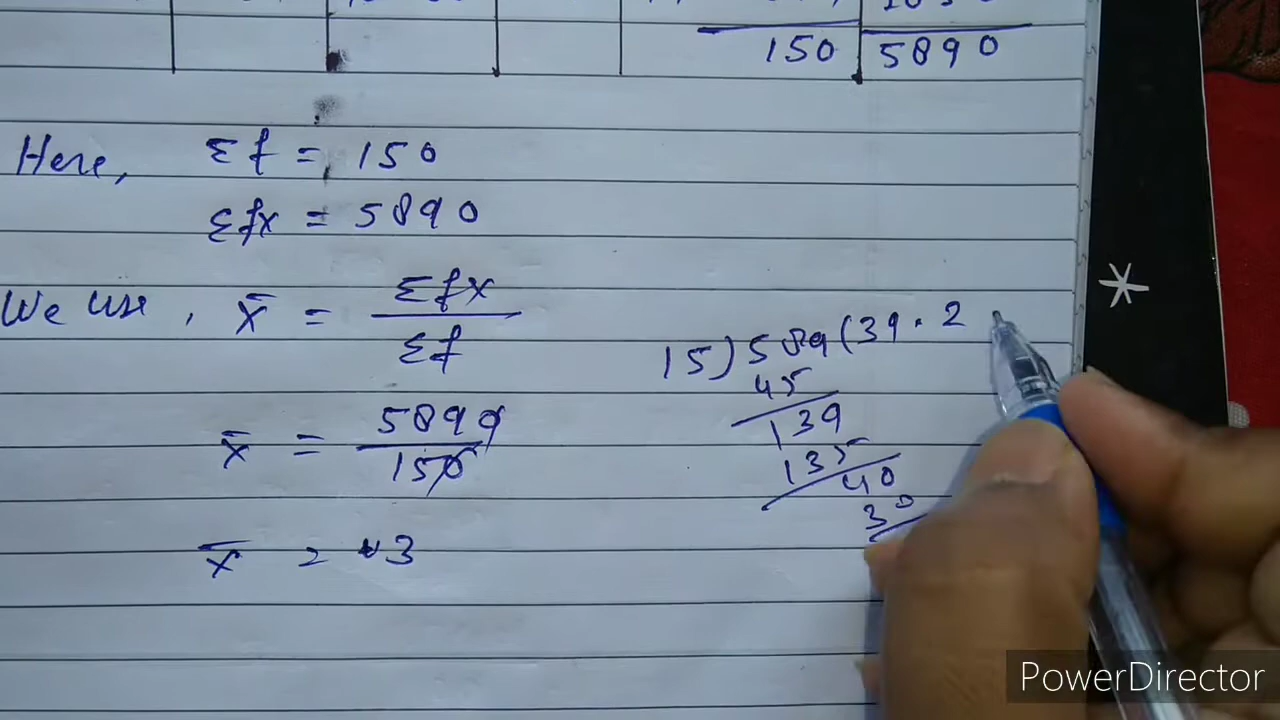 150 5890
Here, Σf = 150
Σfx = 5890
We use, x̄ = Σfx / Σf
15) 589 (39.2
45
139
135
40
30
x̄ = 5890 / 150
x̄ = 3
PowerDirector